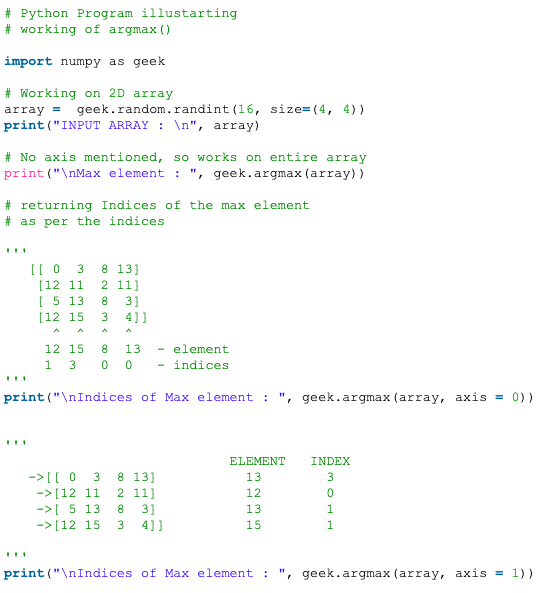 # Python Program illustarting
# working of argmax()

import numpy as geek

# Working on 2D array
array =  geek.random.randint(16, size=(4, 4))
print("INPUT ARRAY : \n", array)

# No axis mentioned, so works on entire array
print("\nMax element : ", geek.argmax(array))

# returning Indices of the max element
# as per the indices

'''
   [[ 0  3  8 13]
    [12 11  2 11]
    [ 5 13  8  3]
    [12 15  3  4]]
      ^  ^  ^  ^
     12 15  8  13  - element
     1  3   0  0   - indices
'''
print("\nIndices of Max element : ", geek.argmax(array, axis = 0))

'''
                            ELEMENT   INDEX
   ->[[ 0  3  8 13]           13        3
    ->[12 11  2 11]           12        0
    ->[ 5 13  8  3]           13        1
    ->[12 15  3  4]]          15        1

'''
print("\nIndices of Max element : ", geek.argmax(array, axis = 1))